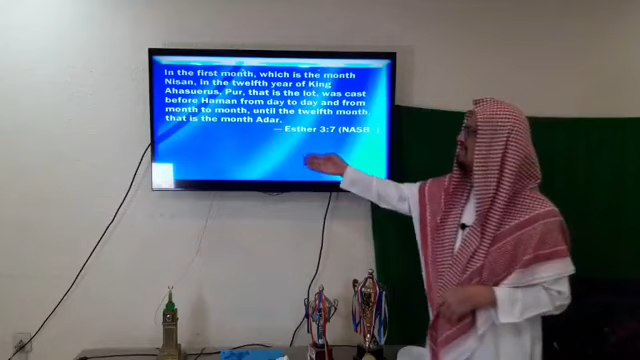 In the first month, which is the month
Nisan, in the twelfth year of King
Ahasuerus, Pur, that is the lot, was cast
before Haman from day to day and from
month to month, until the twelfth month,
that is the month Adar.
— Esther 3:7 (NASB )